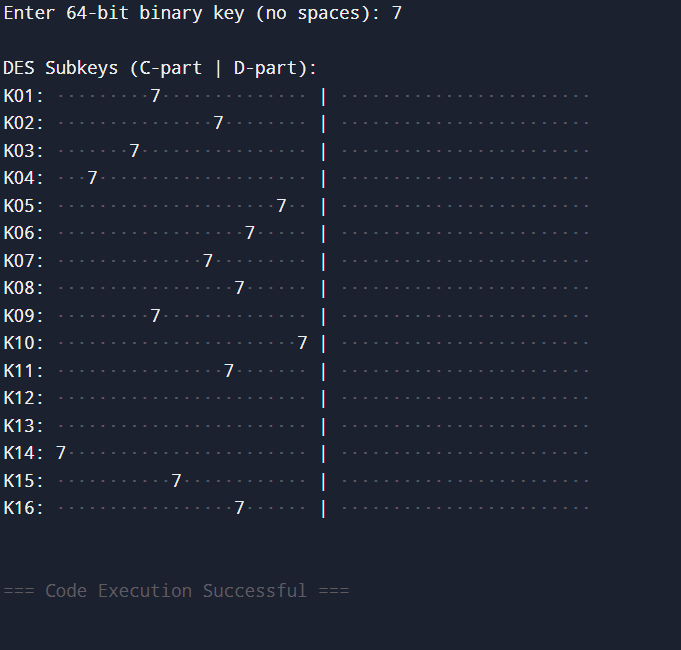 Enter 64-bit binary key (no spaces): 7
DES Subkeys (C-part | D-part):
K01: ·········7·············· | ························
K02: ···············7········ | ························
K03: ·······7················ | ························
K04: ···7···················· | ························
K05: ·····················7·· | ························
K06: ··················7····· | ························
K07: ··············7········· | ························
K08: ·················7······ | ························
K09: ·········7·············· | ························
K10: ·······················7 | ························
K11: ················7······· | ························
K12: ························ | ························
K13: ························ | ························
K14: 7······················· | ························
K15: ···········7············ | ························
K16: ·················7······ | ························
=== Code Execution Successful ===